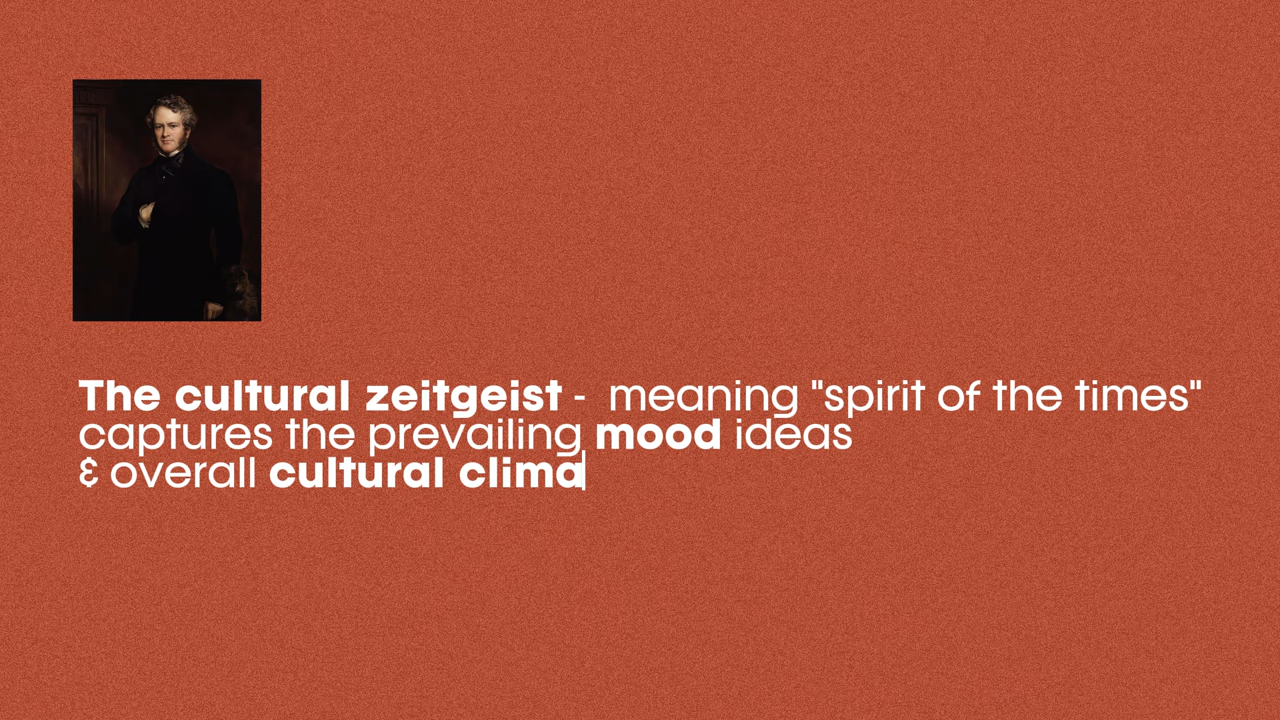 The cultural zeitgeist - meaning "spirit of the times"
captures the prevailing mood ideas
& overall cultural clima